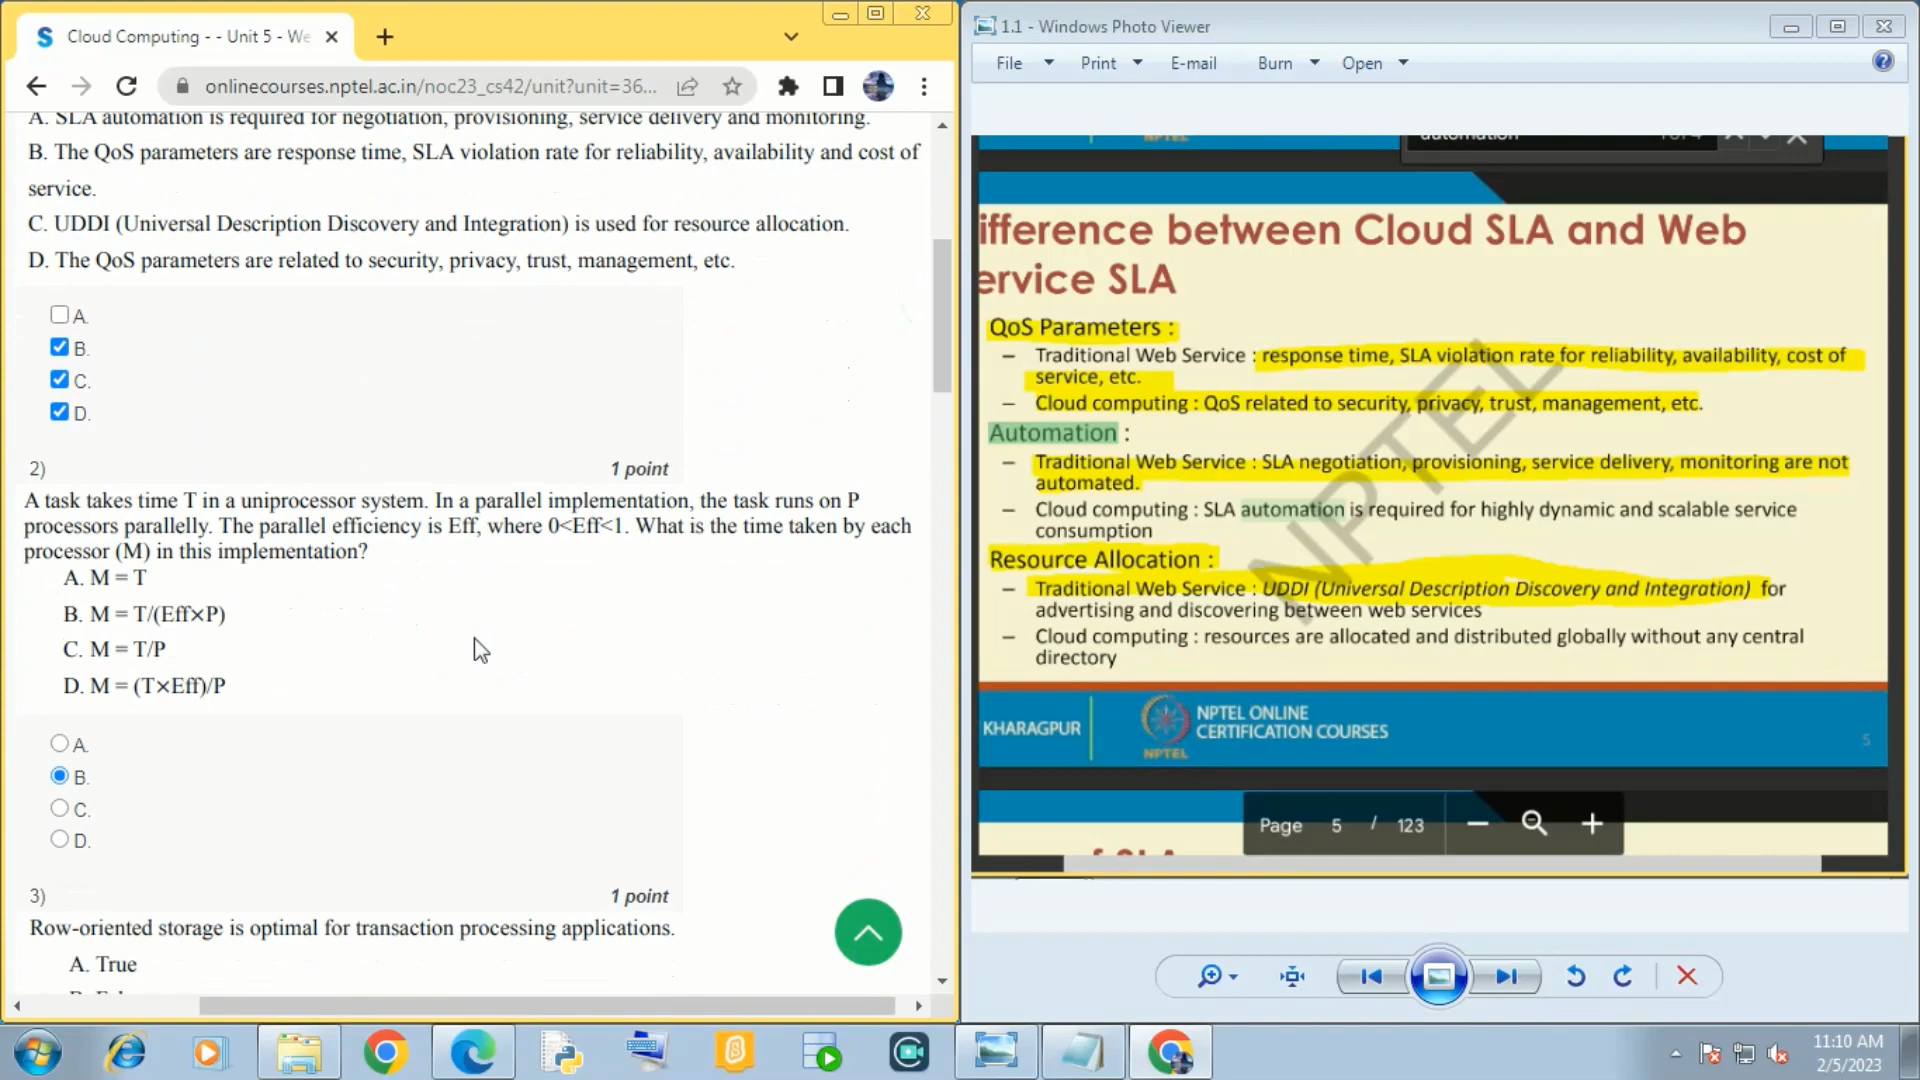 Cloud Computing - - Unit 5 - We
onlinecourses.nptel.ac.in/noc23_cs42/unit?unit=36...
A. SLA automation is required for negotiation, provisioning, service delivery and monitoring.
B. The QoS parameters are response time, SLA violation rate for reliability, availability and cost of
service.
C. UDDI (Universal Description Discovery and Integration) is used for resource allocation.
D. The QoS parameters are related to security, privacy, trust, management, etc.
A.
B.
C.
D.
2)
1 point
A task takes time T in a uniprocessor system. In a parallel implementation, the task runs on P
processors parallelly. The parallel efficiency is Eff, where 0<Eff<1. What is the time taken by each
processor (M) in this implementation?
A. M = T
B. M = T/(Eff×P)
C. M = T/P
D. M = (T×Eff)/P
A.
B.
C.
D.
3)
1 point
Row-oriented storage is optimal for transaction processing applications.
A. True
1.1 - Windows Photo Viewer
File Print E-mail Burn Open
automation
ifference between Cloud SLA and Web
ervice SLA
QoS Parameters :
– Traditional Web Service : response time, SLA violation rate for reliability, availability, cost of
service, etc.
– Cloud computing : QoS related to security, privacy, trust, management, etc.
Automation :
– Traditional Web Service : SLA negotiation, provisioning, service delivery, monitoring are not
automated.
– Cloud computing : SLA automation is required for highly dynamic and scalable service
consumption
Resource Allocation :
– Traditional Web Service : UDDI (Universal Description Discovery and Integration) for
advertising and discovering between web services
– Cloud computing : resources are allocated and distributed globally without any central
directory
NPTEL
KHARAGPUR
NPTEL
NPTEL ONLINE
CERTIFICATION COURSES
5
Page 5 / 123
11:10 AM
2/5/2023